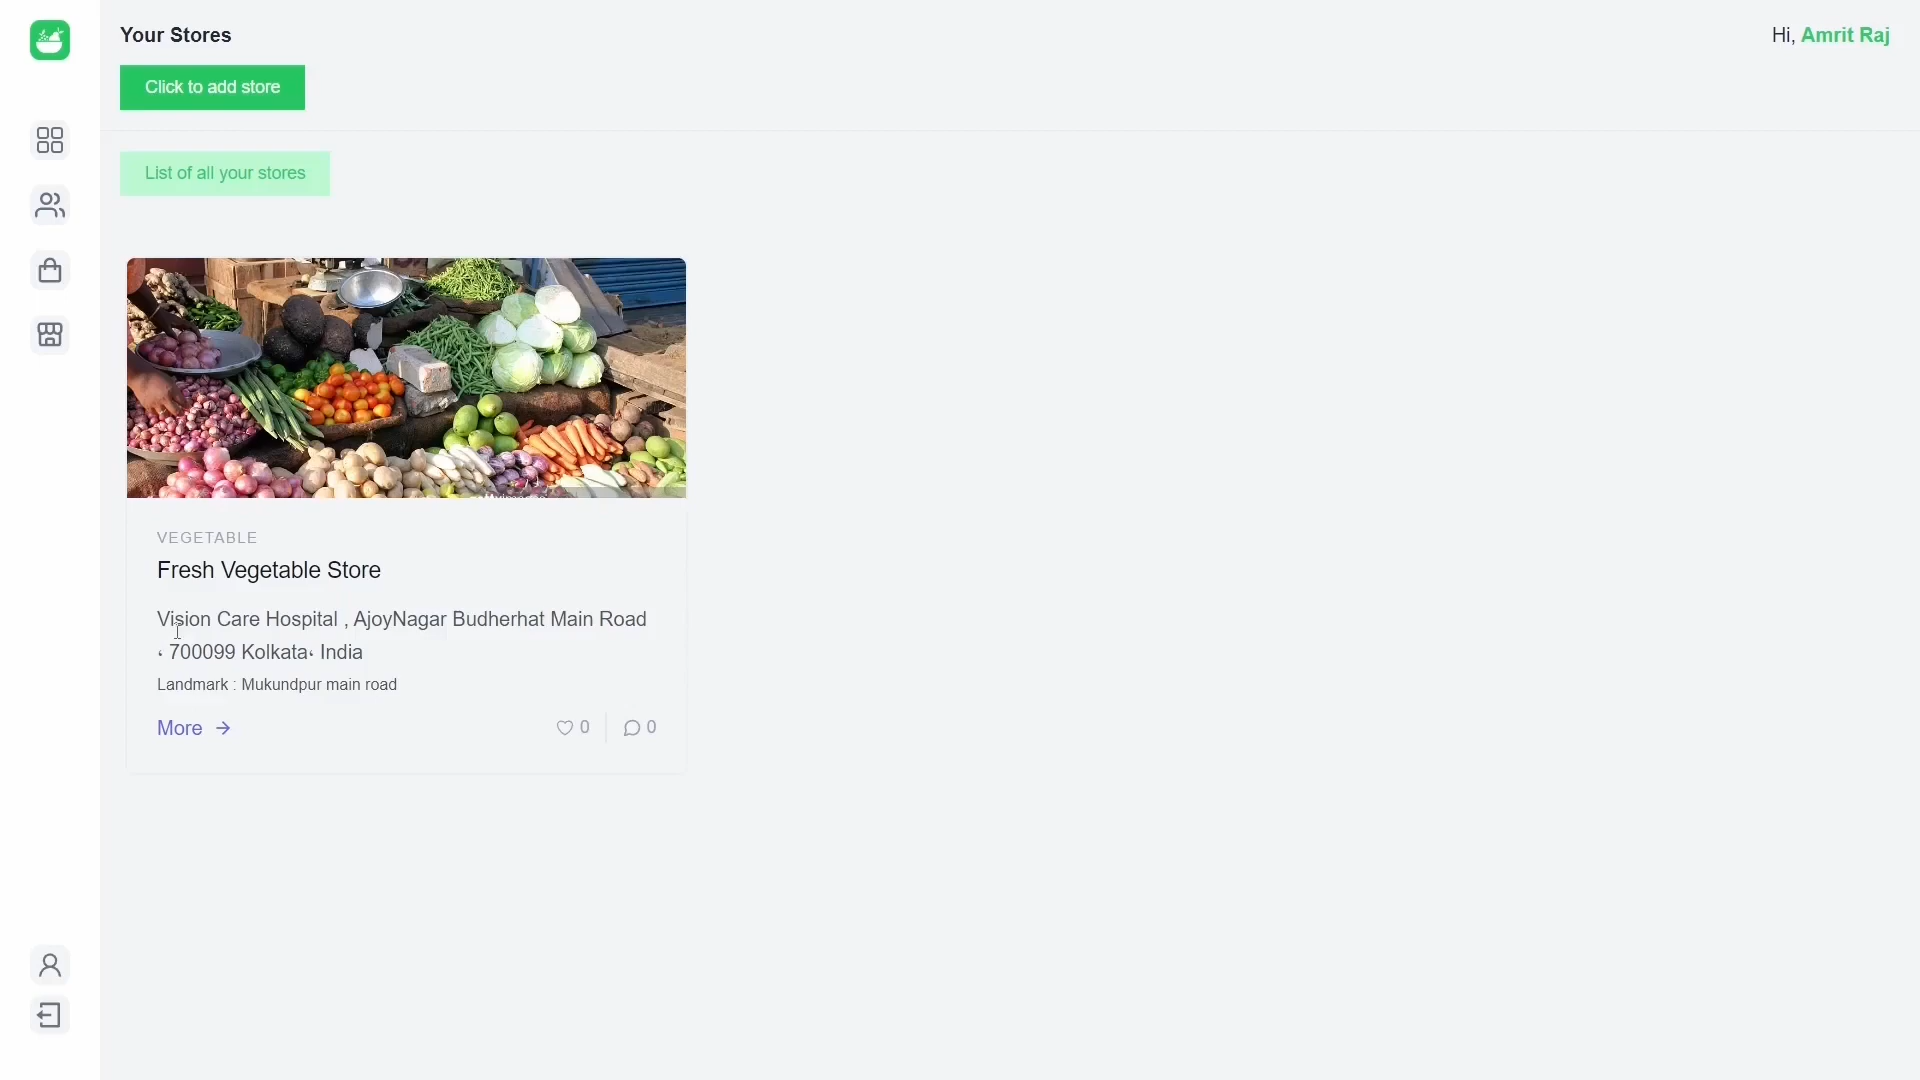 Your Stores
Hi, Amrit Raj
Click to add store
List of all your stores
VEGETABLE
Fresh Vegetable Store
Vision Care Hospital , AjoyNagar Budherhat Main Road
، 700099 Kolkata، India
Landmark : Mukundpur main road
More
0
0